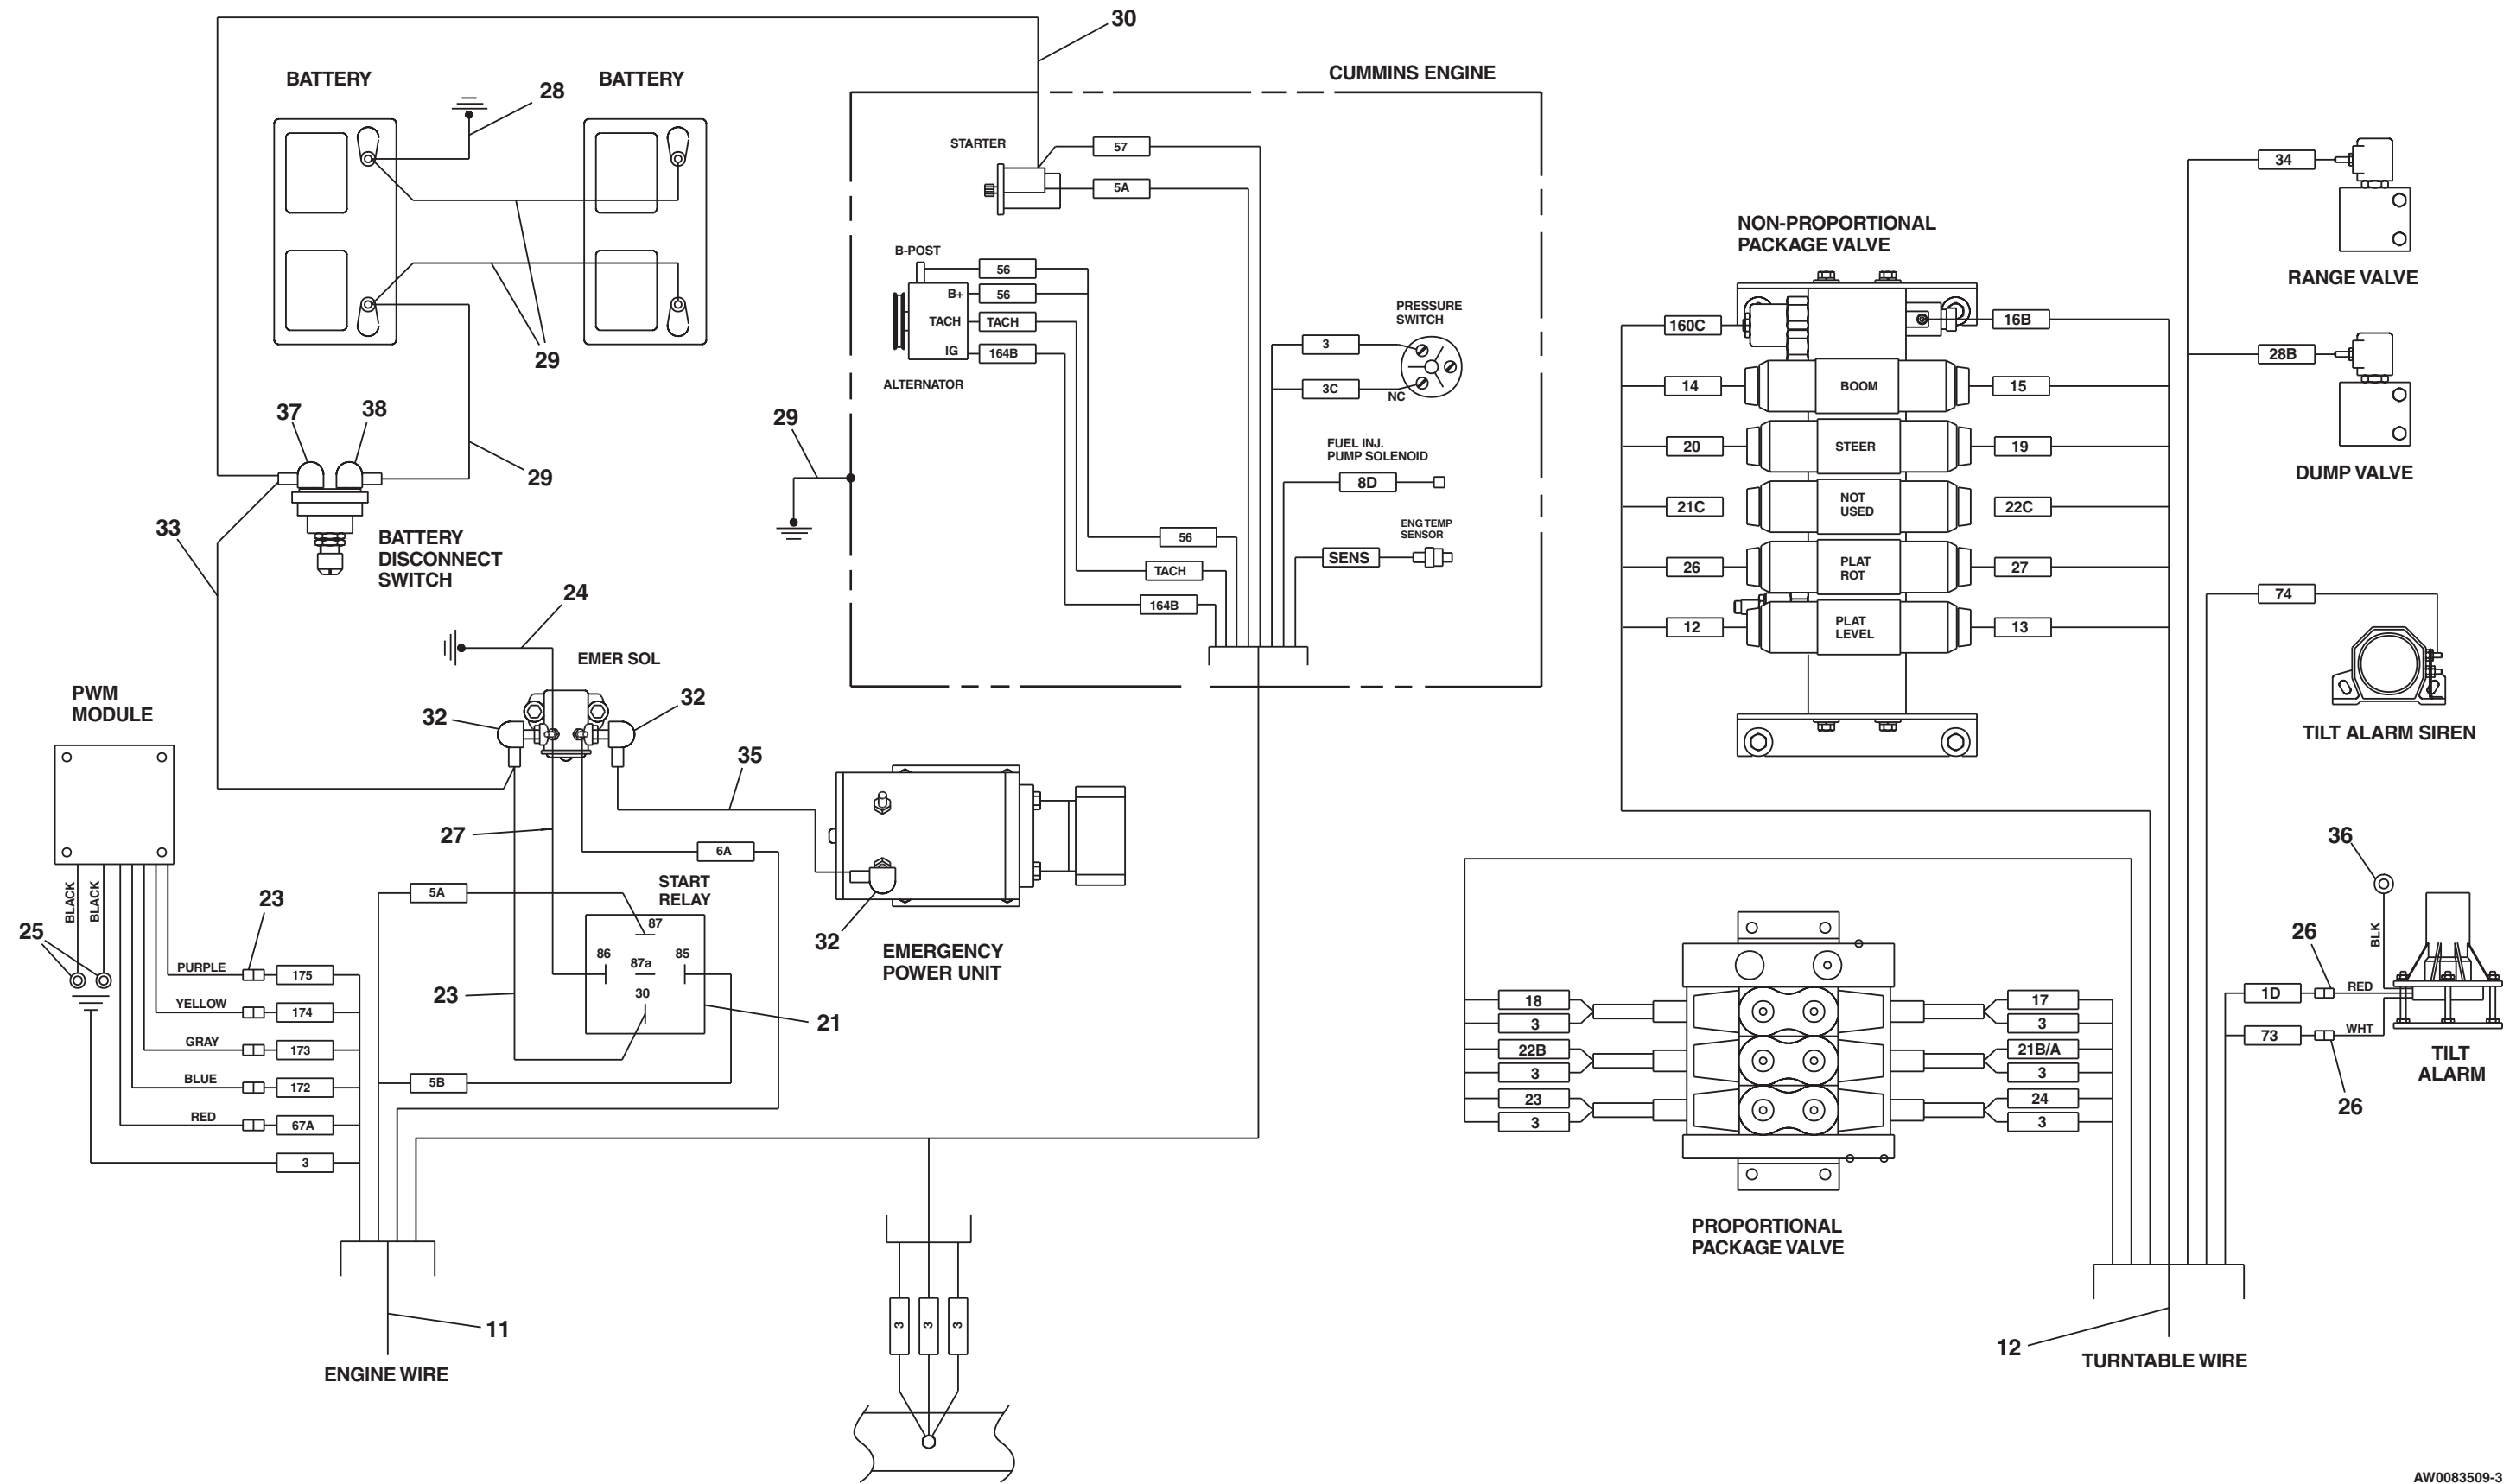 30
CUMMINS ENGINE
BATTERY
BATTERY
28
29
37
38
29
33
BATTERY
DISCONNECT
SWITCH
STARTER
57
5A
B-POST
56
B+
56
TACH
TACH
IG
164B
ALTERNATOR
29
PRESSURE
SWITCH
3
3C
NC
FUEL INJ.
PUMP SOLENOID
8D
ENG TEMP
SENSOR
SENS
56
TACH
164B
NON-PROPORTIONAL
PACKAGE VALVE
160C
16B
14
BOOM
15
20
STEER
19
21C
NOT
USED
22C
26
PLAT
ROT
27
12
PLAT
LEVEL
13
34
RANGE VALVE
28B
DUMP VALVE
74
TILT ALARM SIREN
24
EMER SOL
32
32
35
PWM
MODULE
27
6A
5A
START
RELAY
87
86
87a
85
30
21
23
5B
32
EMERGENCY
POWER UNIT
BLACK
BLACK
25
23
PURPLE
175
YELLOW
174
GRAY
173
BLUE
172
RED
67A
3
11
ENGINE WIRE
3
3
3
18
3
22B
3
23
3
17
3
21B/A
3
24
3
PROPORTIONAL
PACKAGE VALVE
36
BLK
26
1D
RED
73
WHT
26
TILT
ALARM
12
TURNTABLE WIRE
AW0083509-3